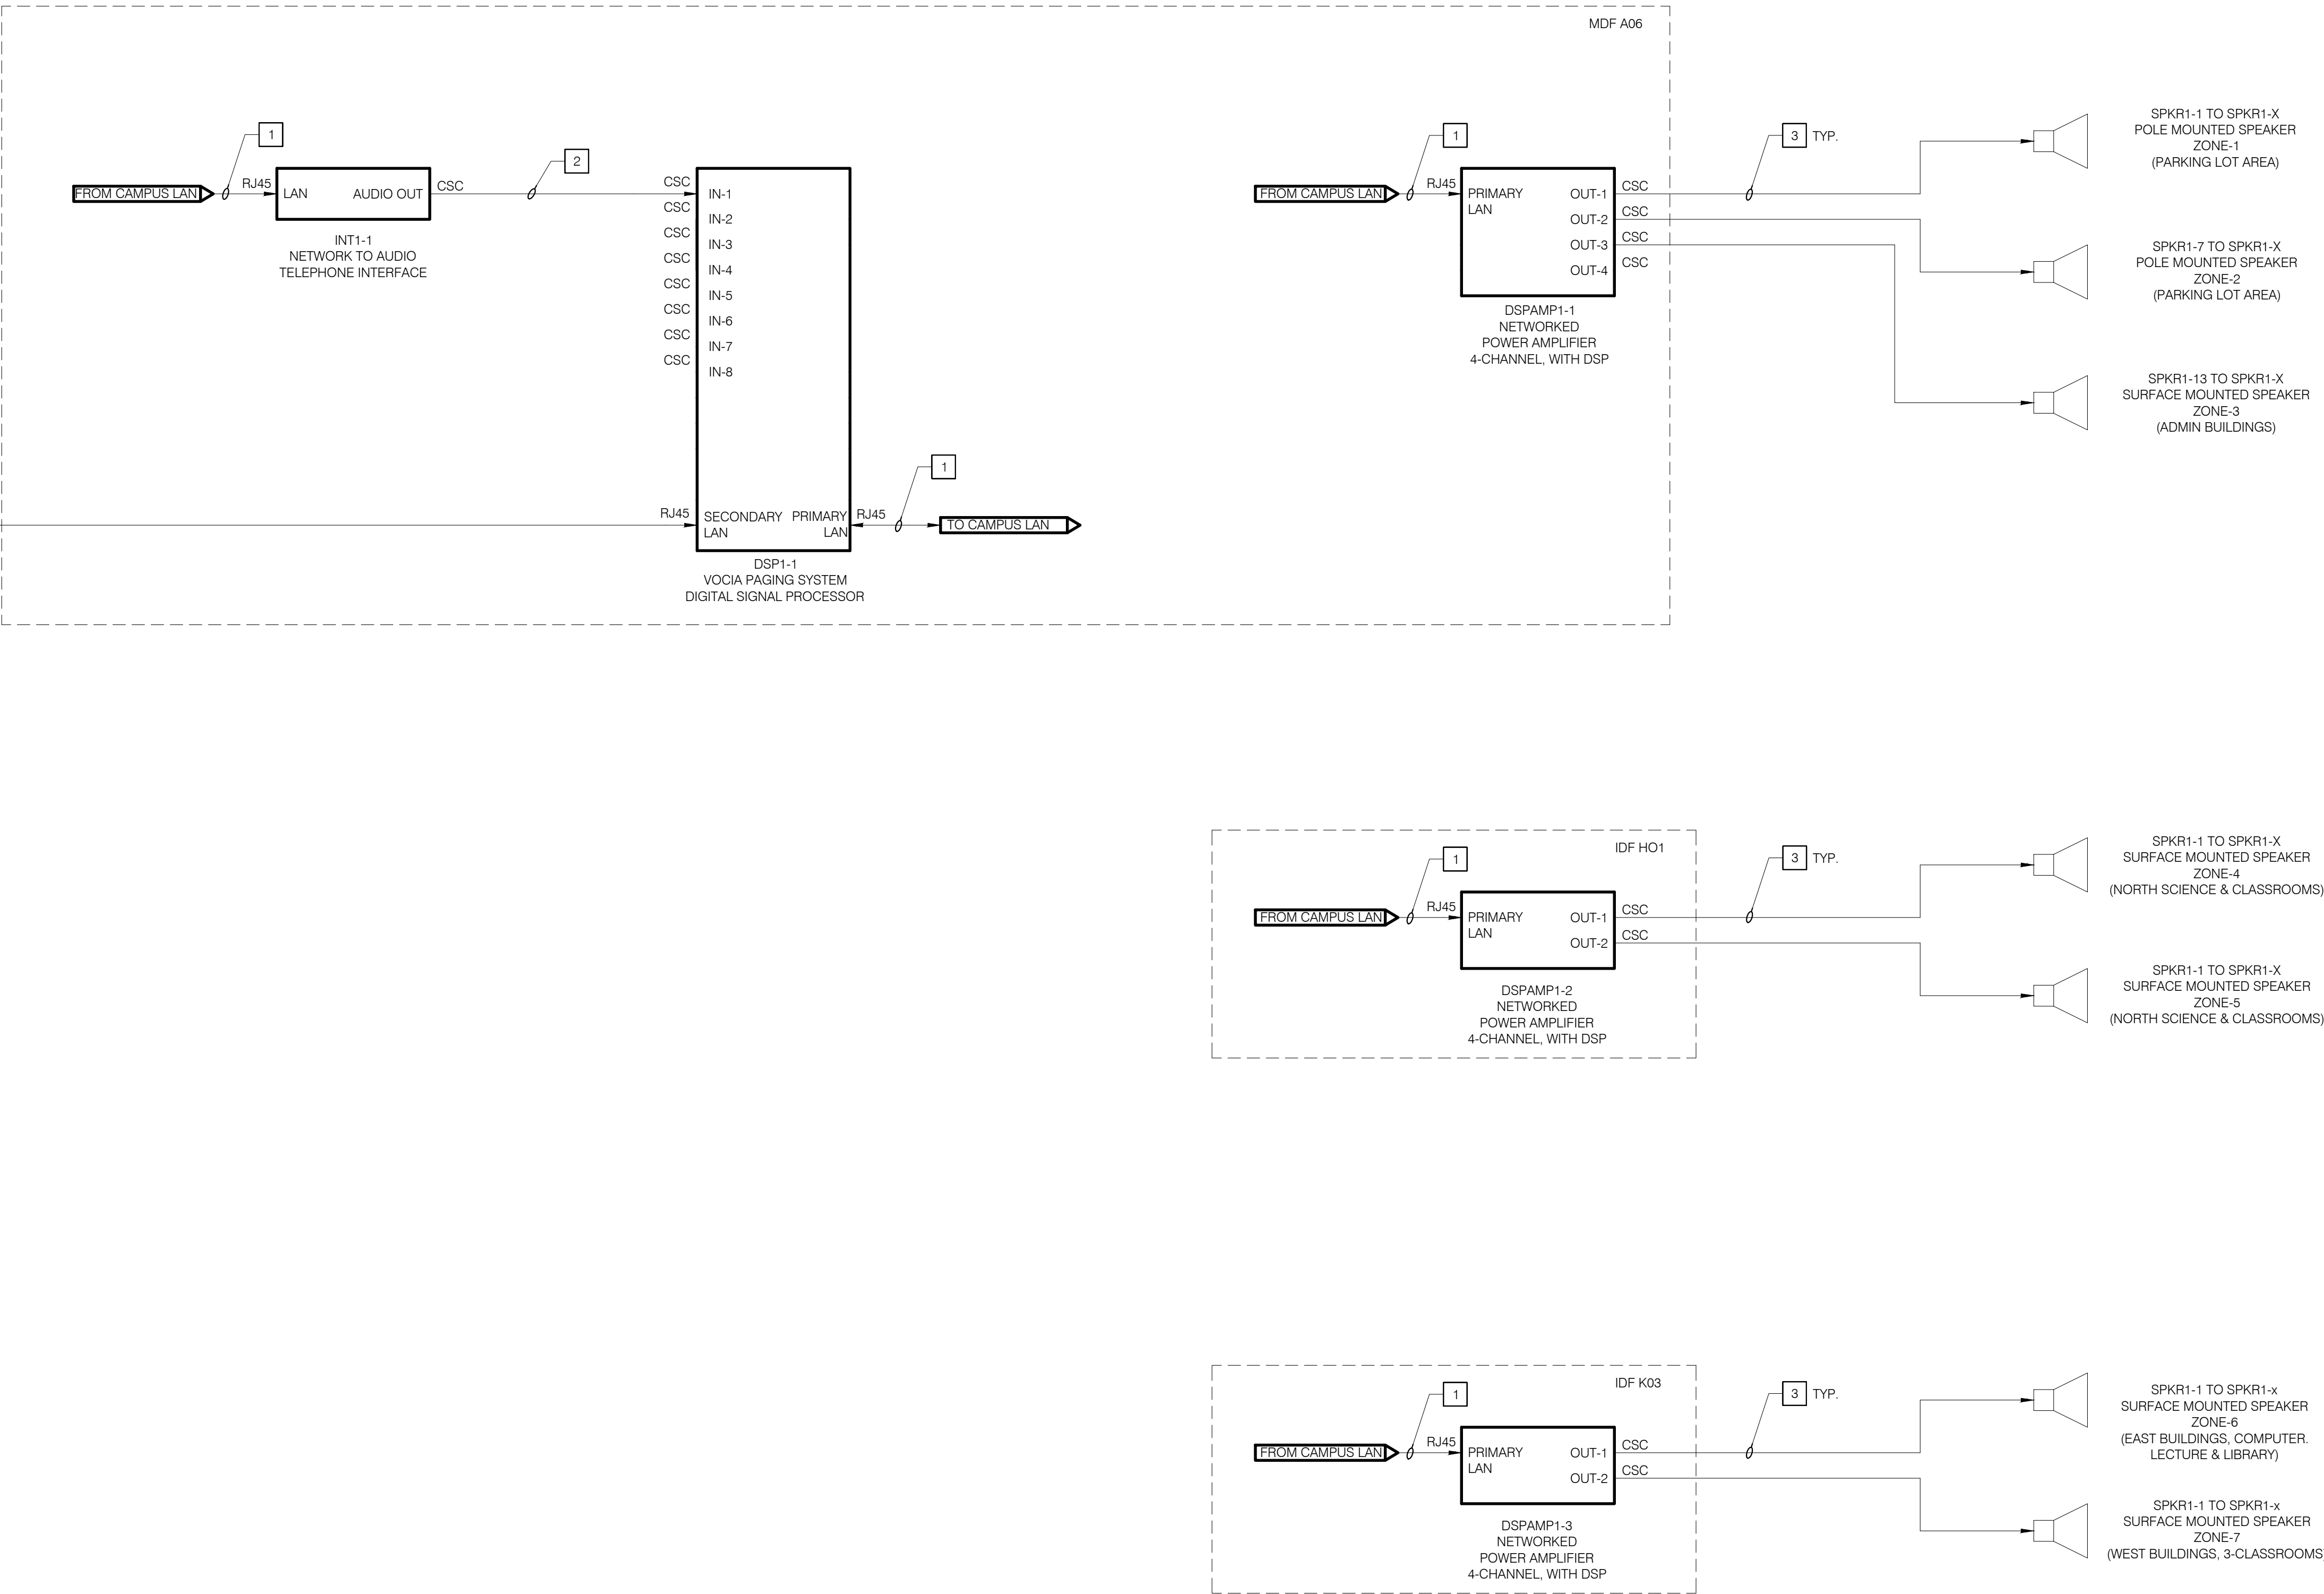 MDF A06
1
FROM CAMPUS LAN
RJ45
LAN
AUDIO OUT
CSC
INT1-1
NETWORK TO AUDIO
TELEPHONE INTERFACE
2
CSC
IN-1
CSC
IN-2
CSC
IN-3
CSC
IN-4
CSC
IN-5
CSC
IN-6
CSC
IN-7
CSC
IN-8
RJ45
SECONDARY
LAN
PRIMARY
LAN
RJ45
1
TO CAMPUS LAN
DSP1-1
VOCIA PAGING SYSTEM
DIGITAL SIGNAL PROCESSOR
1
FROM CAMPUS LAN
RJ45
PRIMARY
LAN
OUT-1
CSC
OUT-2
CSC
OUT-3
CSC
OUT-4
CSC
DSPAMP1-1
NETWORKED
POWER AMPLIFIER
4-CHANNEL, WITH DSP
3 TYP.
SPKR1-1 TO SPKR1-X
POLE MOUNTED SPEAKER
ZONE-1
(PARKING LOT AREA)
SPKR1-7 TO SPKR1-X
POLE MOUNTED SPEAKER
ZONE-2
(PARKING LOT AREA)
SPKR1-13 TO SPKR1-X
SURFACE MOUNTED SPEAKER
ZONE-3
(ADMIN BUILDINGS)
IDF HO1
1
FROM CAMPUS LAN
RJ45
PRIMARY
LAN
OUT-1
CSC
OUT-2
CSC
DSPAMP1-2
NETWORKED
POWER AMPLIFIER
4-CHANNEL, WITH DSP
3 TYP.
SPKR1-1 TO SPKR1-X
SURFACE MOUNTED SPEAKER
ZONE-4
(NORTH SCIENCE & CLASSROOMS)
SPKR1-1 TO SPKR1-X
SURFACE MOUNTED SPEAKER
ZONE-5
(NORTH SCIENCE & CLASSROOMS)
IDF K03
1
FROM CAMPUS LAN
RJ45
PRIMARY
LAN
OUT-1
CSC
OUT-2
CSC
DSPAMP1-3
NETWORKED
POWER AMPLIFIER
4-CHANNEL, WITH DSP
3 TYP.
SPKR1-1 TO SPKR1-x
SURFACE MOUNTED SPEAKER
ZONE-6
(EAST BUILDINGS, COMPUTER.
LECTURE & LIBRARY)
SPKR1-1 TO SPKR1-x
SURFACE MOUNTED SPEAKER
ZONE-7
(WEST BUILDINGS, 3-CLASSROOMS)